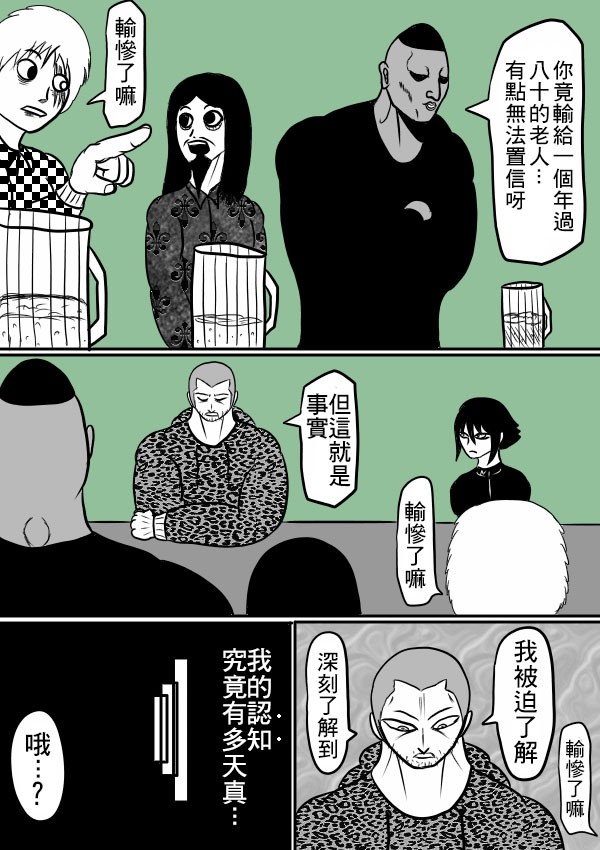 你竟輸給一個年過
八十的老人…
有點無法置信呀
輸慘了嘛
但這就是
事實
輸慘了嘛
我被迫了解
輸慘了嘛
深刻了解到
我的認知
究竟有多天真…
哦…？